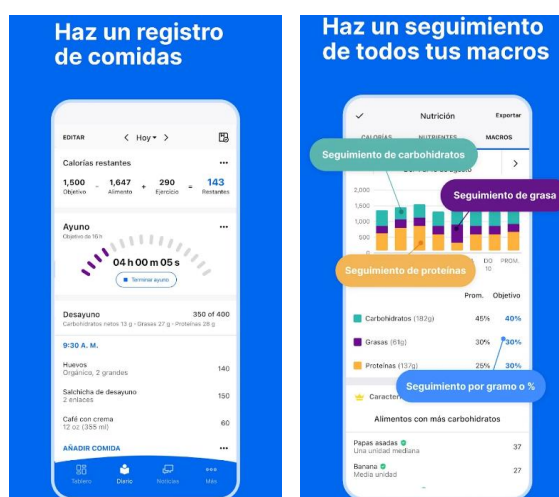 Haz un registro
de comidas
EDITAR
Hoy
Calorías restantes
1,500 - 1,647 + 290 = 143
Objetivo Alimento Ejercicio Restantes
Ayuno
Objetivo de 16 h
04 h 00 m 05 s
Terminar ayuno
Desayuno 350 of 400
Carbohidratos netos 13 g - Grasas 27 g - Proteínas 28 g
9:30 A. M.
Huevos 140
Orgánico, 2 grandes
Salchicha de desayuno 150
2 enlaces
Café con crema 60
12 oz (355 ml)
AÑADIR COMIDA
Tablero Diario Noticias Más
Haz un seguimiento
de todos tus macros
Nutrición Exportar
CALORÍAS NUTRIENTES MACROS
Seguimiento de carbohidratos
de agosto
2,000
Seguimiento de grasa
1,500
1,000
500
0
Seguimiento de proteínas
DO PROM.
10
Prom. Objetivo
Carbohidratos (182g) 45% 40%
Grasas (61g) 30% 30%
Proteínas (137g) 25% 30%
Seguimiento por gramo o %
Caracter
Alimentos con más carbohidratos
Papas asadas 37
Una unidad mediana
Banana 27
Media unidad